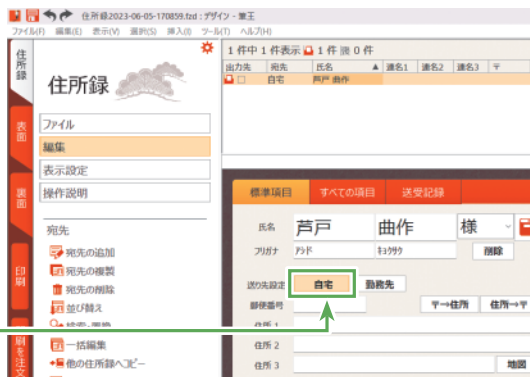 住所録2023-06-05-170859.fzd : デザイン - 筆王
ファイル(F) 編集(E) 表示(V) 選択(S) 挿入(I) ツール(T) ヘルプ(H)
住所録
表面
裏面
印刷
刷を注文
住所録
ファイル
編集
表示設定
操作説明
宛先
宛先の追加
宛先の複製
宛先の削除
並び替え
検索・置換
一括編集
他の住所録へコピー
1 件中 1 件表示 1 件 0 件
出力先 宛先 氏名 ▲ 連名1 連名2 連名3 〒
自宅 芦戸 曲作
標準項目 すべての項目 送受記録
氏名 芦戸 曲作 様
フリガナ アシド キョクサク 削除
送り先設定 自宅 勤務先
郵便番号 〒→住所 住所→〒
住所 1
住所 2
住所 3 地図